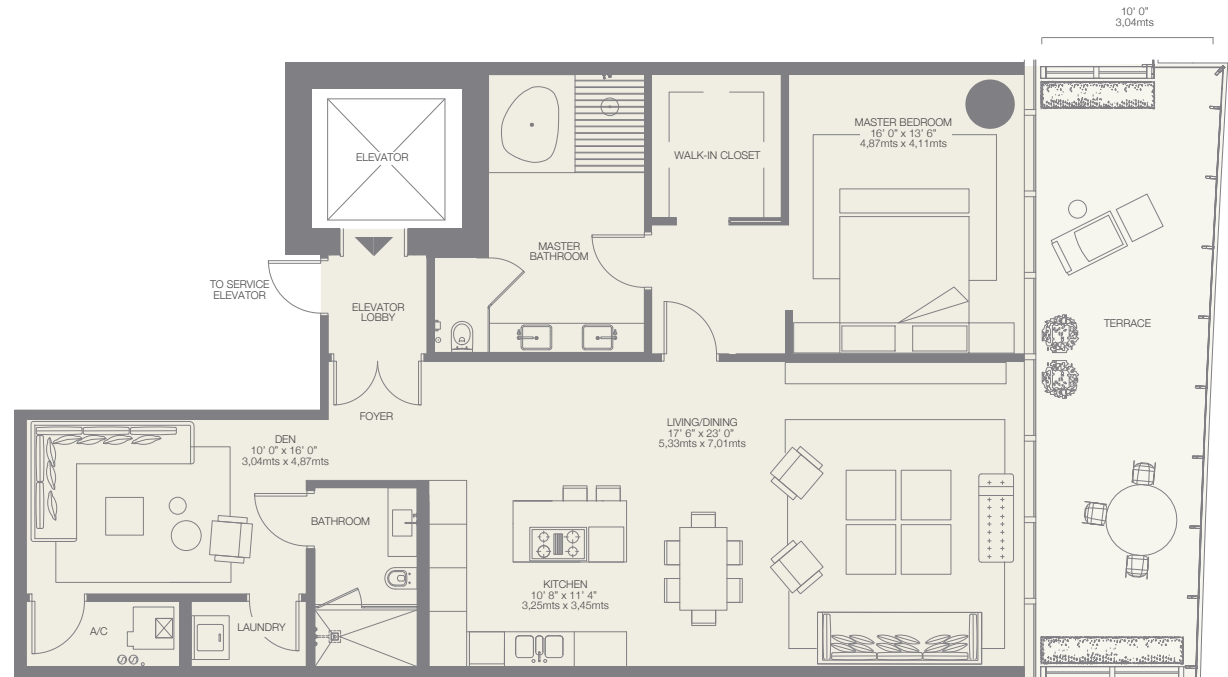 10' 0"
3,04mts
ELEVATOR
WALK-IN CLOSET
MASTER BEDROOM
16' 0" x 13' 6"
4,87mts x 4,11mts
MASTER
BATHROOM
TO SERVICE
ELEVATOR
ELEVATOR
LOBBY
TERRACE
FOYER
LIVING/DINING
17' 6" x 23' 0"
5,33mts x 7,01mts
DEN
10' 0" x 16' 0"
3,04mts x 4,87mts
BATHROOM
KITCHEN
10' 8" x 11' 4"
3,25mts x 3,45mts
A/C
LAUNDRY